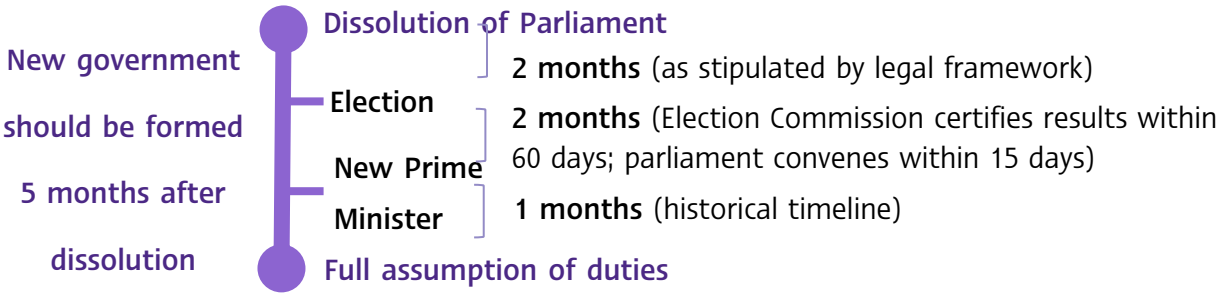 New government
should be formed
5 months after
dissolution
Dissolution of Parliament
2 months (as stipulated by legal framework)
Election
2 months (Election Commission certifies results within
60 days; parliament convenes within 15 days)
New Prime
Minister
1 months (historical timeline)
Full assumption of duties